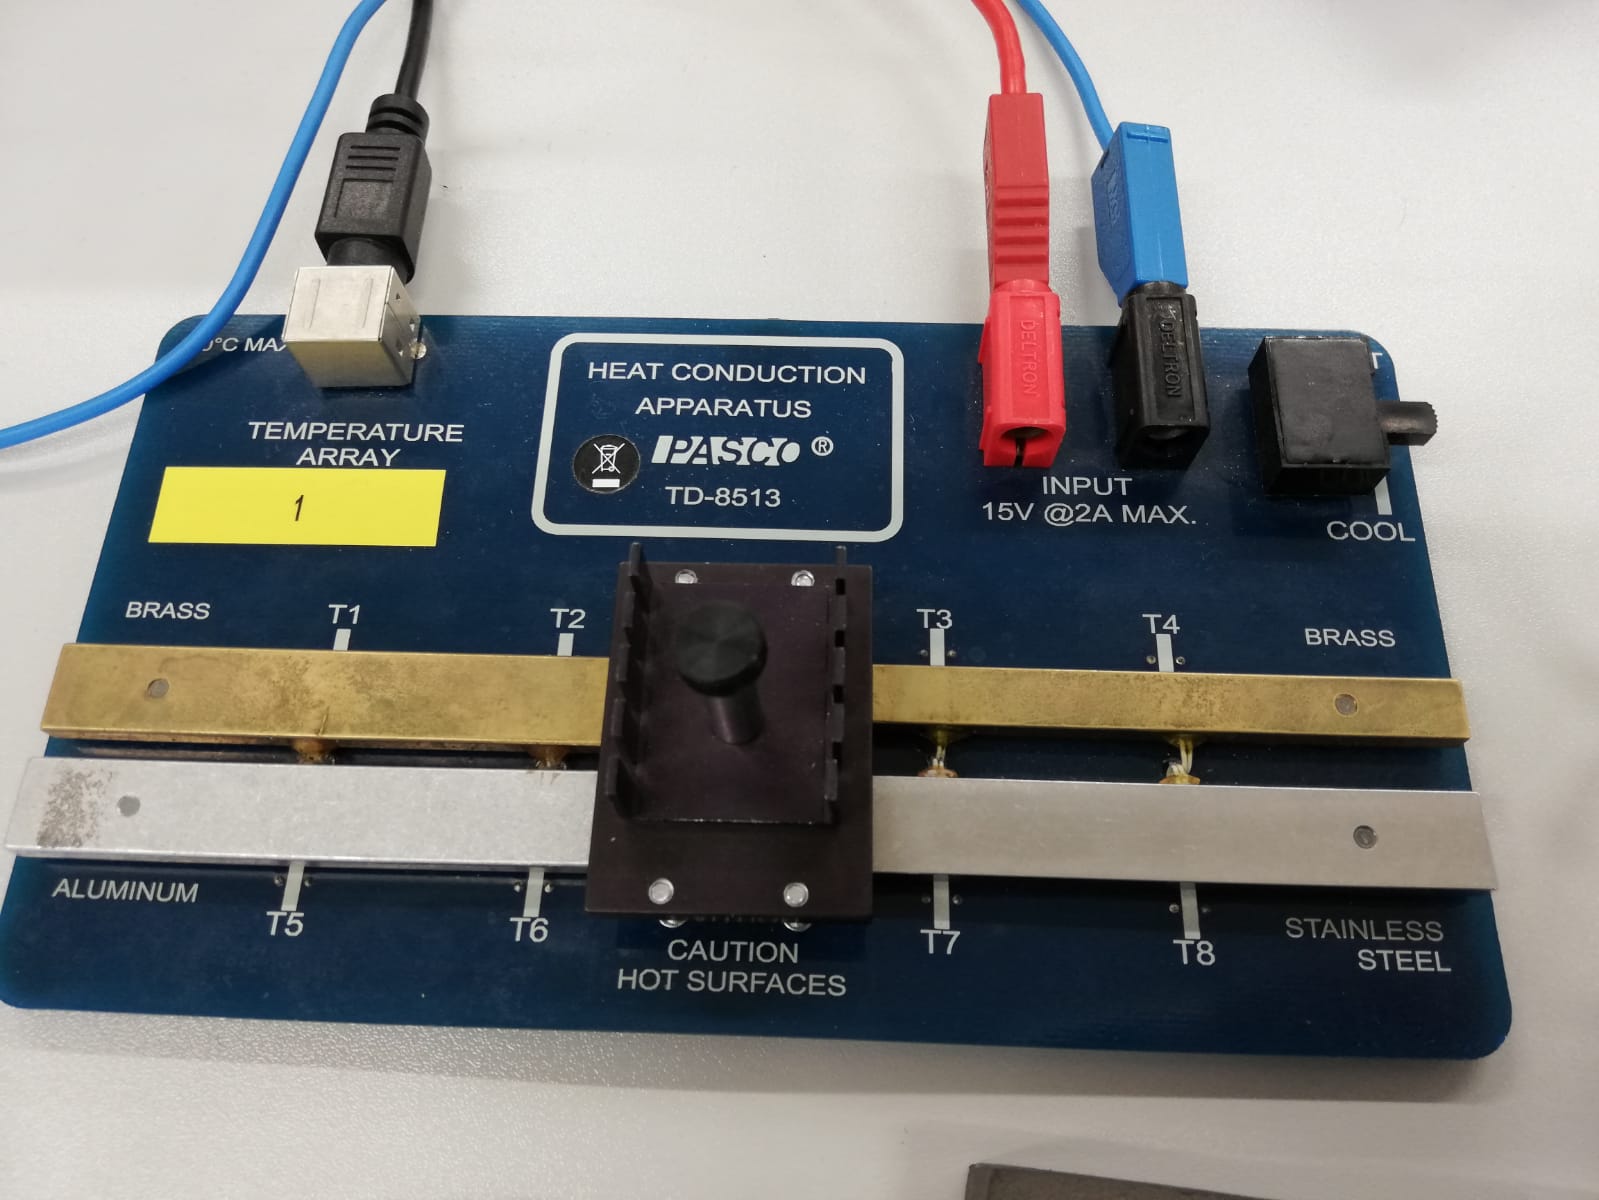 0°C MAX
TEMPERATURE
ARRAY
1
HEAT CONDUCTION
APPARATUS
PASCO®
TD-8513
DELTRON
DELTRON
INPUT
15V @2A MAX.
COOL
BRASS
T1
T2
T3
T4
BRASS
ALUMINUM
T5
T6
T7
T8
CAUTION
HOT SURFACES
STAINLESS
STEEL